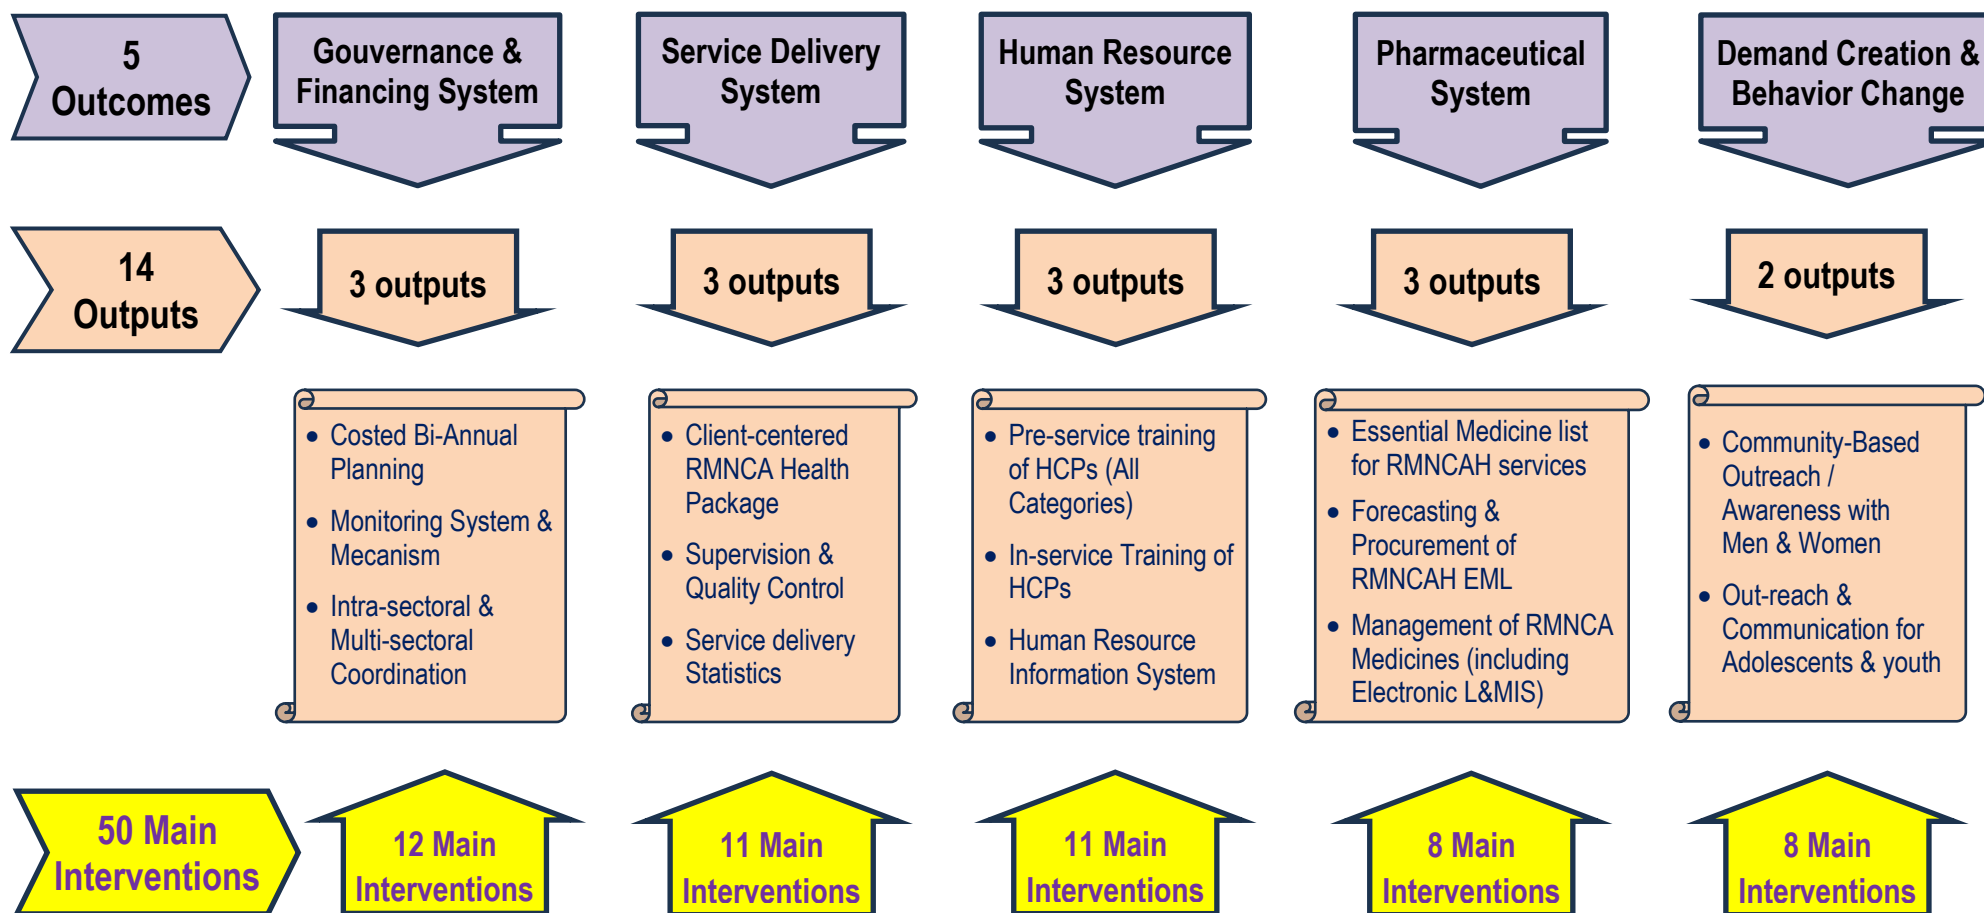 5
Outcomes
Gouvernance &
Financing System
Service Delivery
System
Human Resource
System
Pharmaceutical
System
Demand Creation &
Behavior Change
14
Outputs
3 outputs
3 outputs
3 outputs
3 outputs
2 outputs
• Costed Bi-Annual
Planning
• Monitoring System &
Mecanism
• Intra-sectoral &
Multi-sectoral
Coordination
• Client-centered
RMNCA Health
Package
• Supervision &
Quality Control
• Service delivery
Statistics
• Pre-service training
of HCPs (All
Categories)
• In-service Training of
HCPs
• Human Resource
Information System
• Essential Medicine list
for RMNCAH services
• Forecasting &
Procurement of
RMNCAH EML
• Management of RMNCA
Medicines (including
Electronic L&MIS)
• Community-Based
Outreach /
Awareness with
Men & Women
• Out-reach &
Communication for
Adolescents & youth
50 Main
Interventions
12 Main
Interventions
11 Main
Interventions
11 Main
Interventions
8 Main
Interventions
8 Main
Interventions